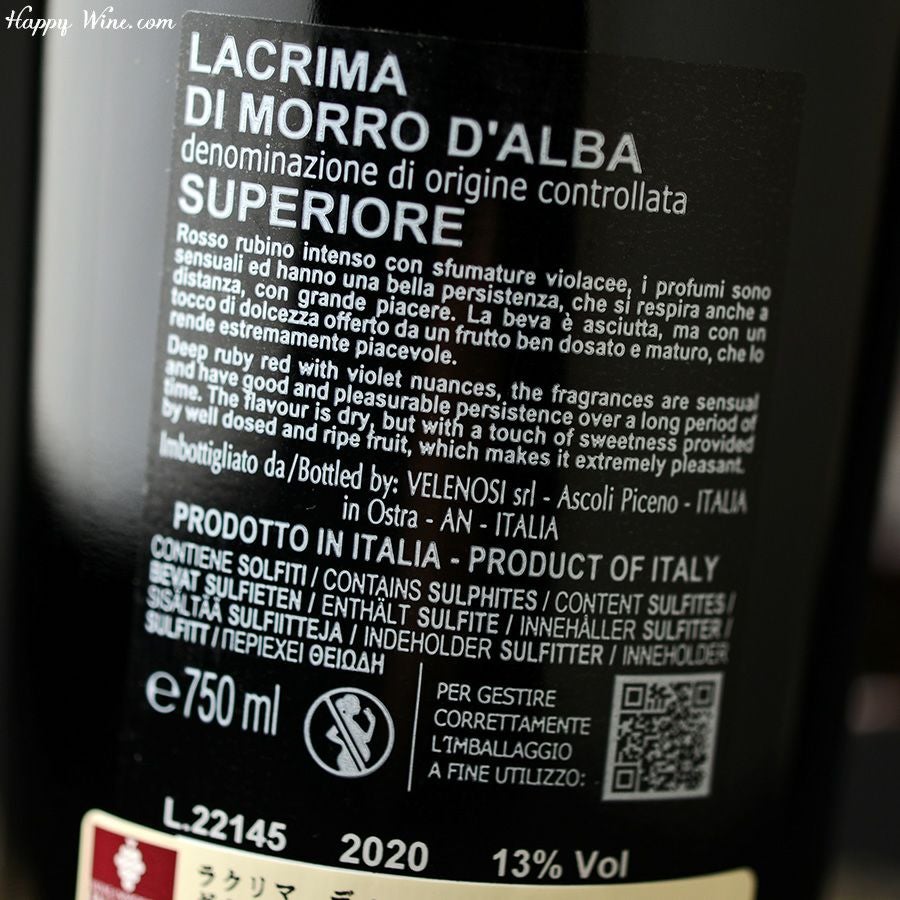 Happy Wine.com
LACRIMA
DI MORRO D'ALBA
denominazione di origine controllata
SUPERIORE
Rosso rubino intenso con sfumature violacee, i profumi sono
sensuali ed hanno una bella persistenza, che si respira anche a
distanza, con grande piacere. La beva è asciutta, ma con un
tocco di dolcezza offerto da un frutto ben dosato e maturo, che lo
rende estremamente piacevole.
Deep ruby red with violet nuances, the fragrances are sensual
and have good and pleasurable persistence over a long period of
time. The flavour is dry, but with a touch of sweetness provided
by well dosed and ripe fruit, which makes it extremely pleasant.
Imbottigliato da/Bottled by: VELENOSI srl - Ascoli Piceno - ITALIA
in Ostra - AN - ITALIA
PRODOTTO IN ITALIA - PRODUCT OF ITALY
CONTIENE SOLFITI / CONTAINS SULPHITES / CONTENT SULFITES /
BEVAT SULFIETEN / ENTHÄLT SULFITE / INNEHÅLLER SULFITER /
SISÄLTÄÄ SULFIITTEJA / INDEHOLDER SULFITTER / INNEHOLDER
SULFITT / ΠΕΡΙΕΧΕΙ ΘΕΙΩΔΗ
e750 ml
PER GESTIRE
CORRETTAMENTE
L'IMBALLAGGIO
A FINE UTILIZZO:
L.22145 2020 13% Vol
ラクリマ